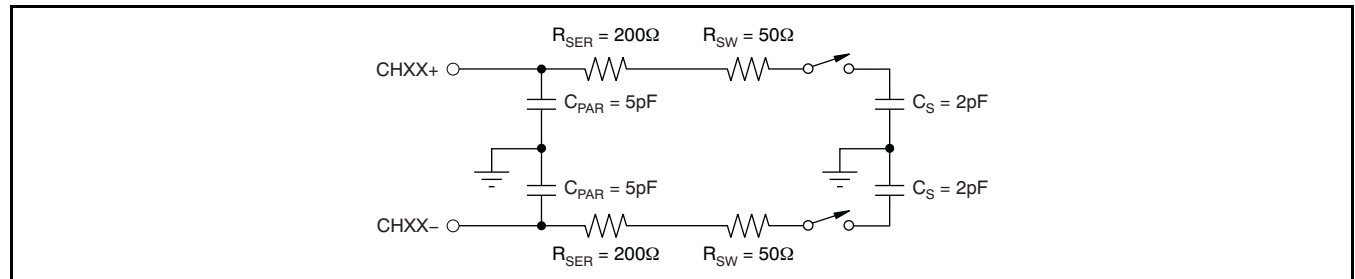 R_SER = 200Ω R_SW = 50Ω
CHXX+
C_PAR = 5pF C_S = 2pF
C_PAR = 5pF C_S = 2pF
CHXX−
R_SER = 200Ω R_SW = 50Ω